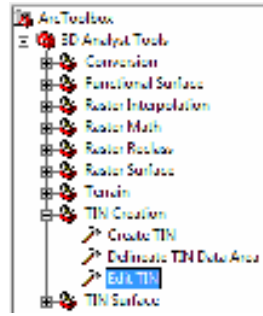 ArcToolbox
3D Analyst Tools
Conversion
Functional Surface
Raster Interpolation
Raster Math
Raster Reclass
Raster Surface
Terrain
TIN Creation
Create TIN
Delineate TIN Data Area
Edit TIN
TIN Surface